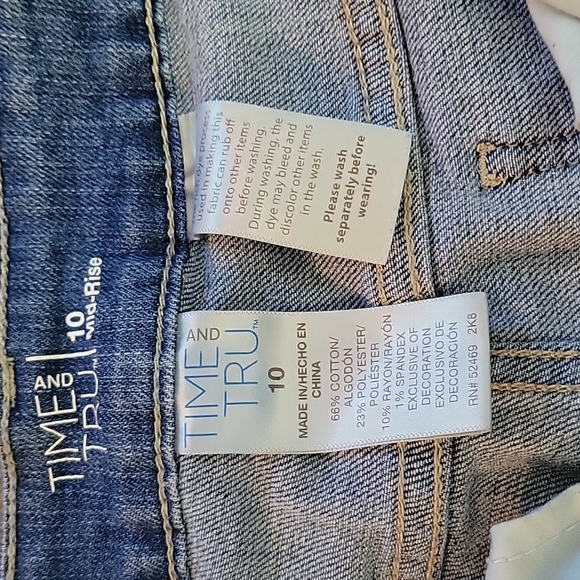 TIME AND TRU
10
Mid-Rise
dye process
used in making this
fabric can rub off
onto other items
before washing.
During washing, the
dye may bleed and
discolor other items
in the wash.
Please wash
separately before
wearing!
TIME AND
TRU™
10
MADE IN/HECHO EN
CHINA
66% COTTON/
ALGODÓN
23% POLYESTER/
POLIÉSTER
10% RAYON/RAYÓN
1% SPANDEX
EXCLUSIVE OF
DECORATION
EXCLUSIVO DE
DECORACIÓN
RN# 52469 2K8